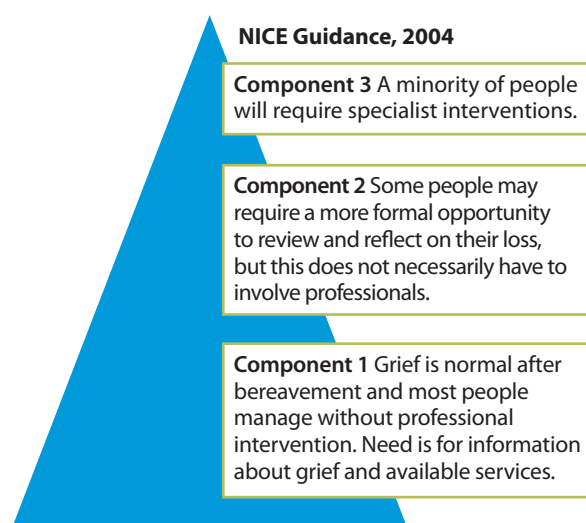 NICE Guidance, 2004
Component 3 A minority of people
will require specialist interventions.
Component 2 Some people may
require a more formal opportunity
to review and reflect on their loss,
but this does not necessarily have to
involve professionals.
Component 1 Grief is normal after
bereavement and most people
manage without professional
intervention. Need is for information
about grief and available services.